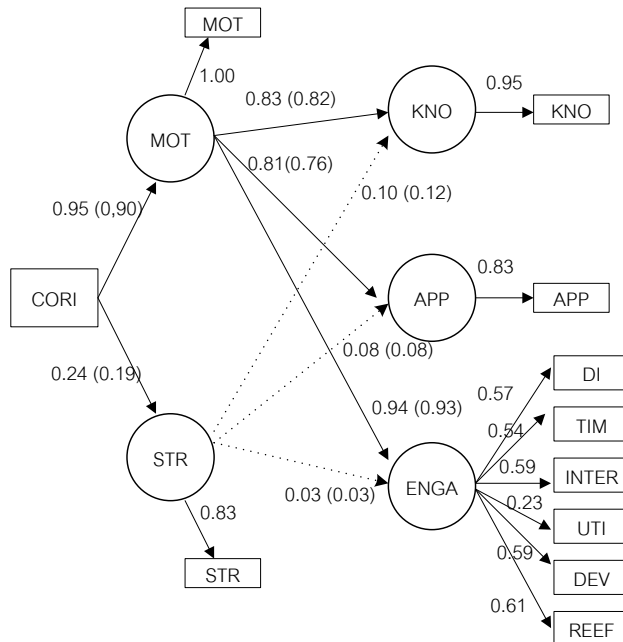 MOT
1.00
0.83 (0.82)
0.95
KNO
KNO
MOT
0.81(0.76)
0.10 (0.12)
0.95 (0,90)
0.83
CORI
APP
APP
0.08 (0.08)
0.24 (0.19)
DI
0.57
0.94 (0.93)
TIM
0.54
STR
0.59
INTER
ENGA
0.03 (0.03)
0.23
UTI
0.83
0.59
DEV
STR
0.61
REEF